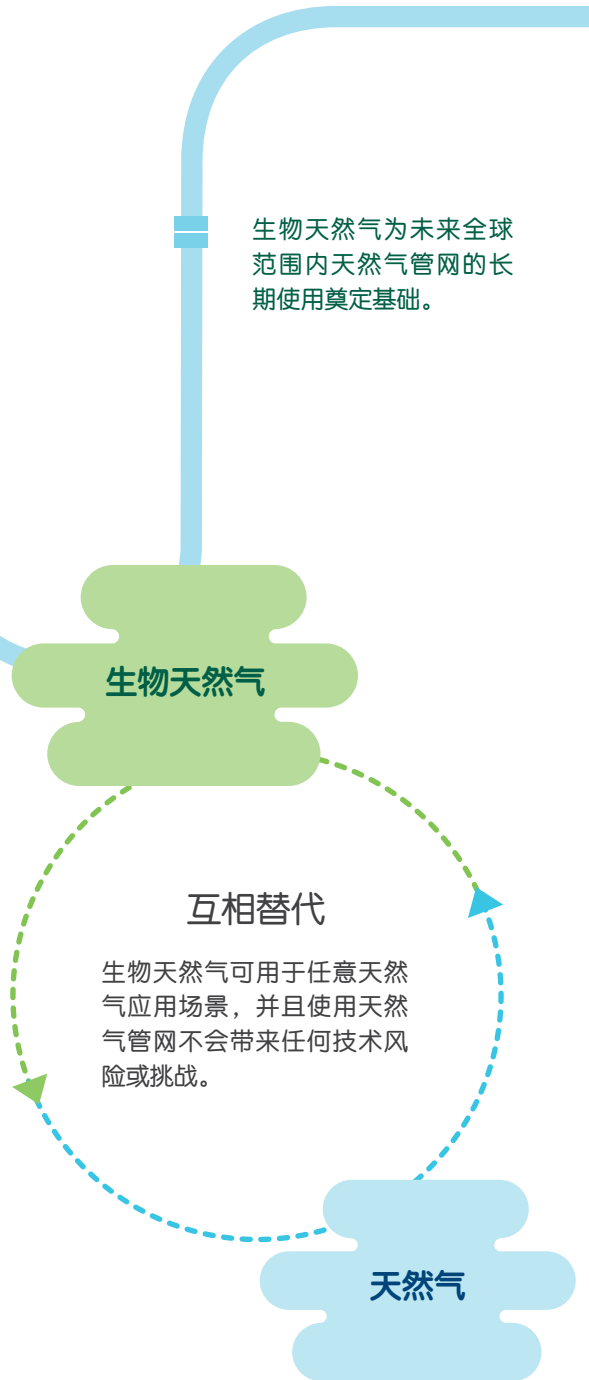 生物天然气为未来全球
范围内天然气管网的长
期使用奠定基础。
生物天然气
互相替代
生物天然气可用于任意天然
气应用场景，并且使用天然
气管网不会带来任何技术风
险或挑战。
天然气